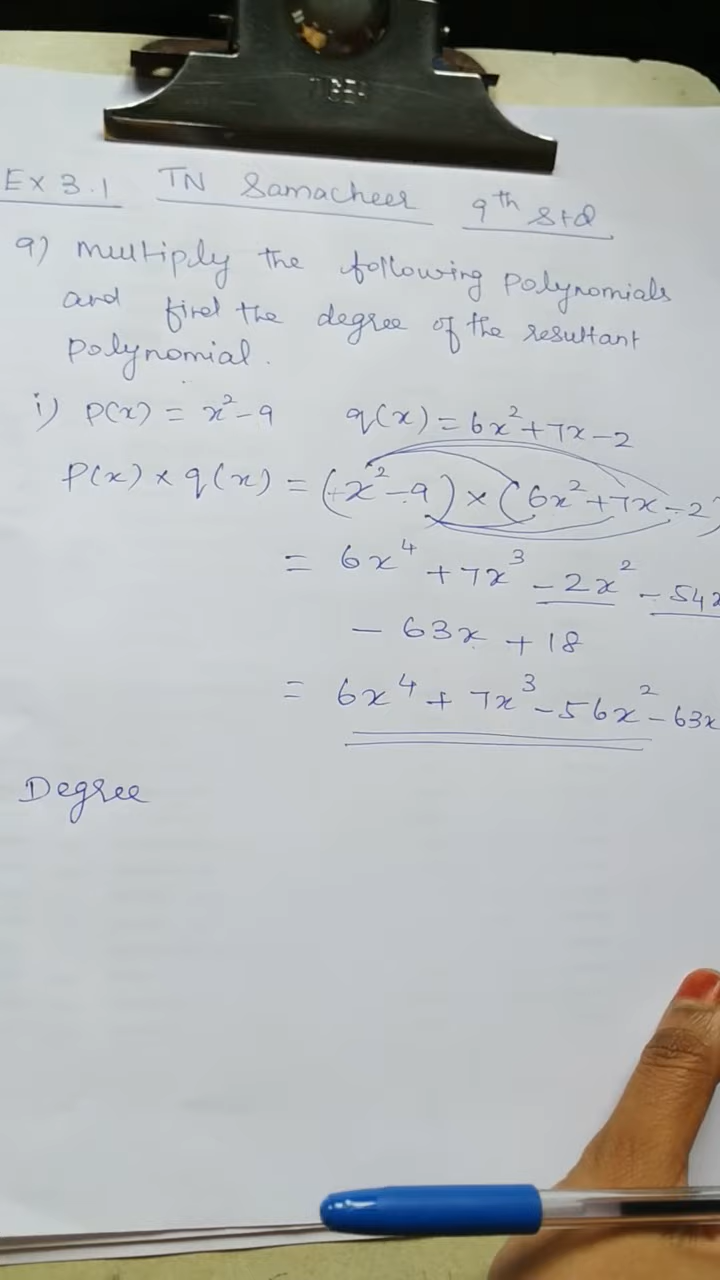 Ex 3.1 TN Samacheer 9th Std
9) Multiply the following polynomials
and find the degree of the resultant
polynomial.
i) P(x) = x² - 9 q(x) = 6x² + 7x - 2
P(x) × q(x) = (x² - 9) × (6x² + 7x - 2)
= 6x⁴ + 7x³ - 2x² - 54x
- 63x + 18
= 6x⁴ + 7x³ - 56x² - 63x
Degree